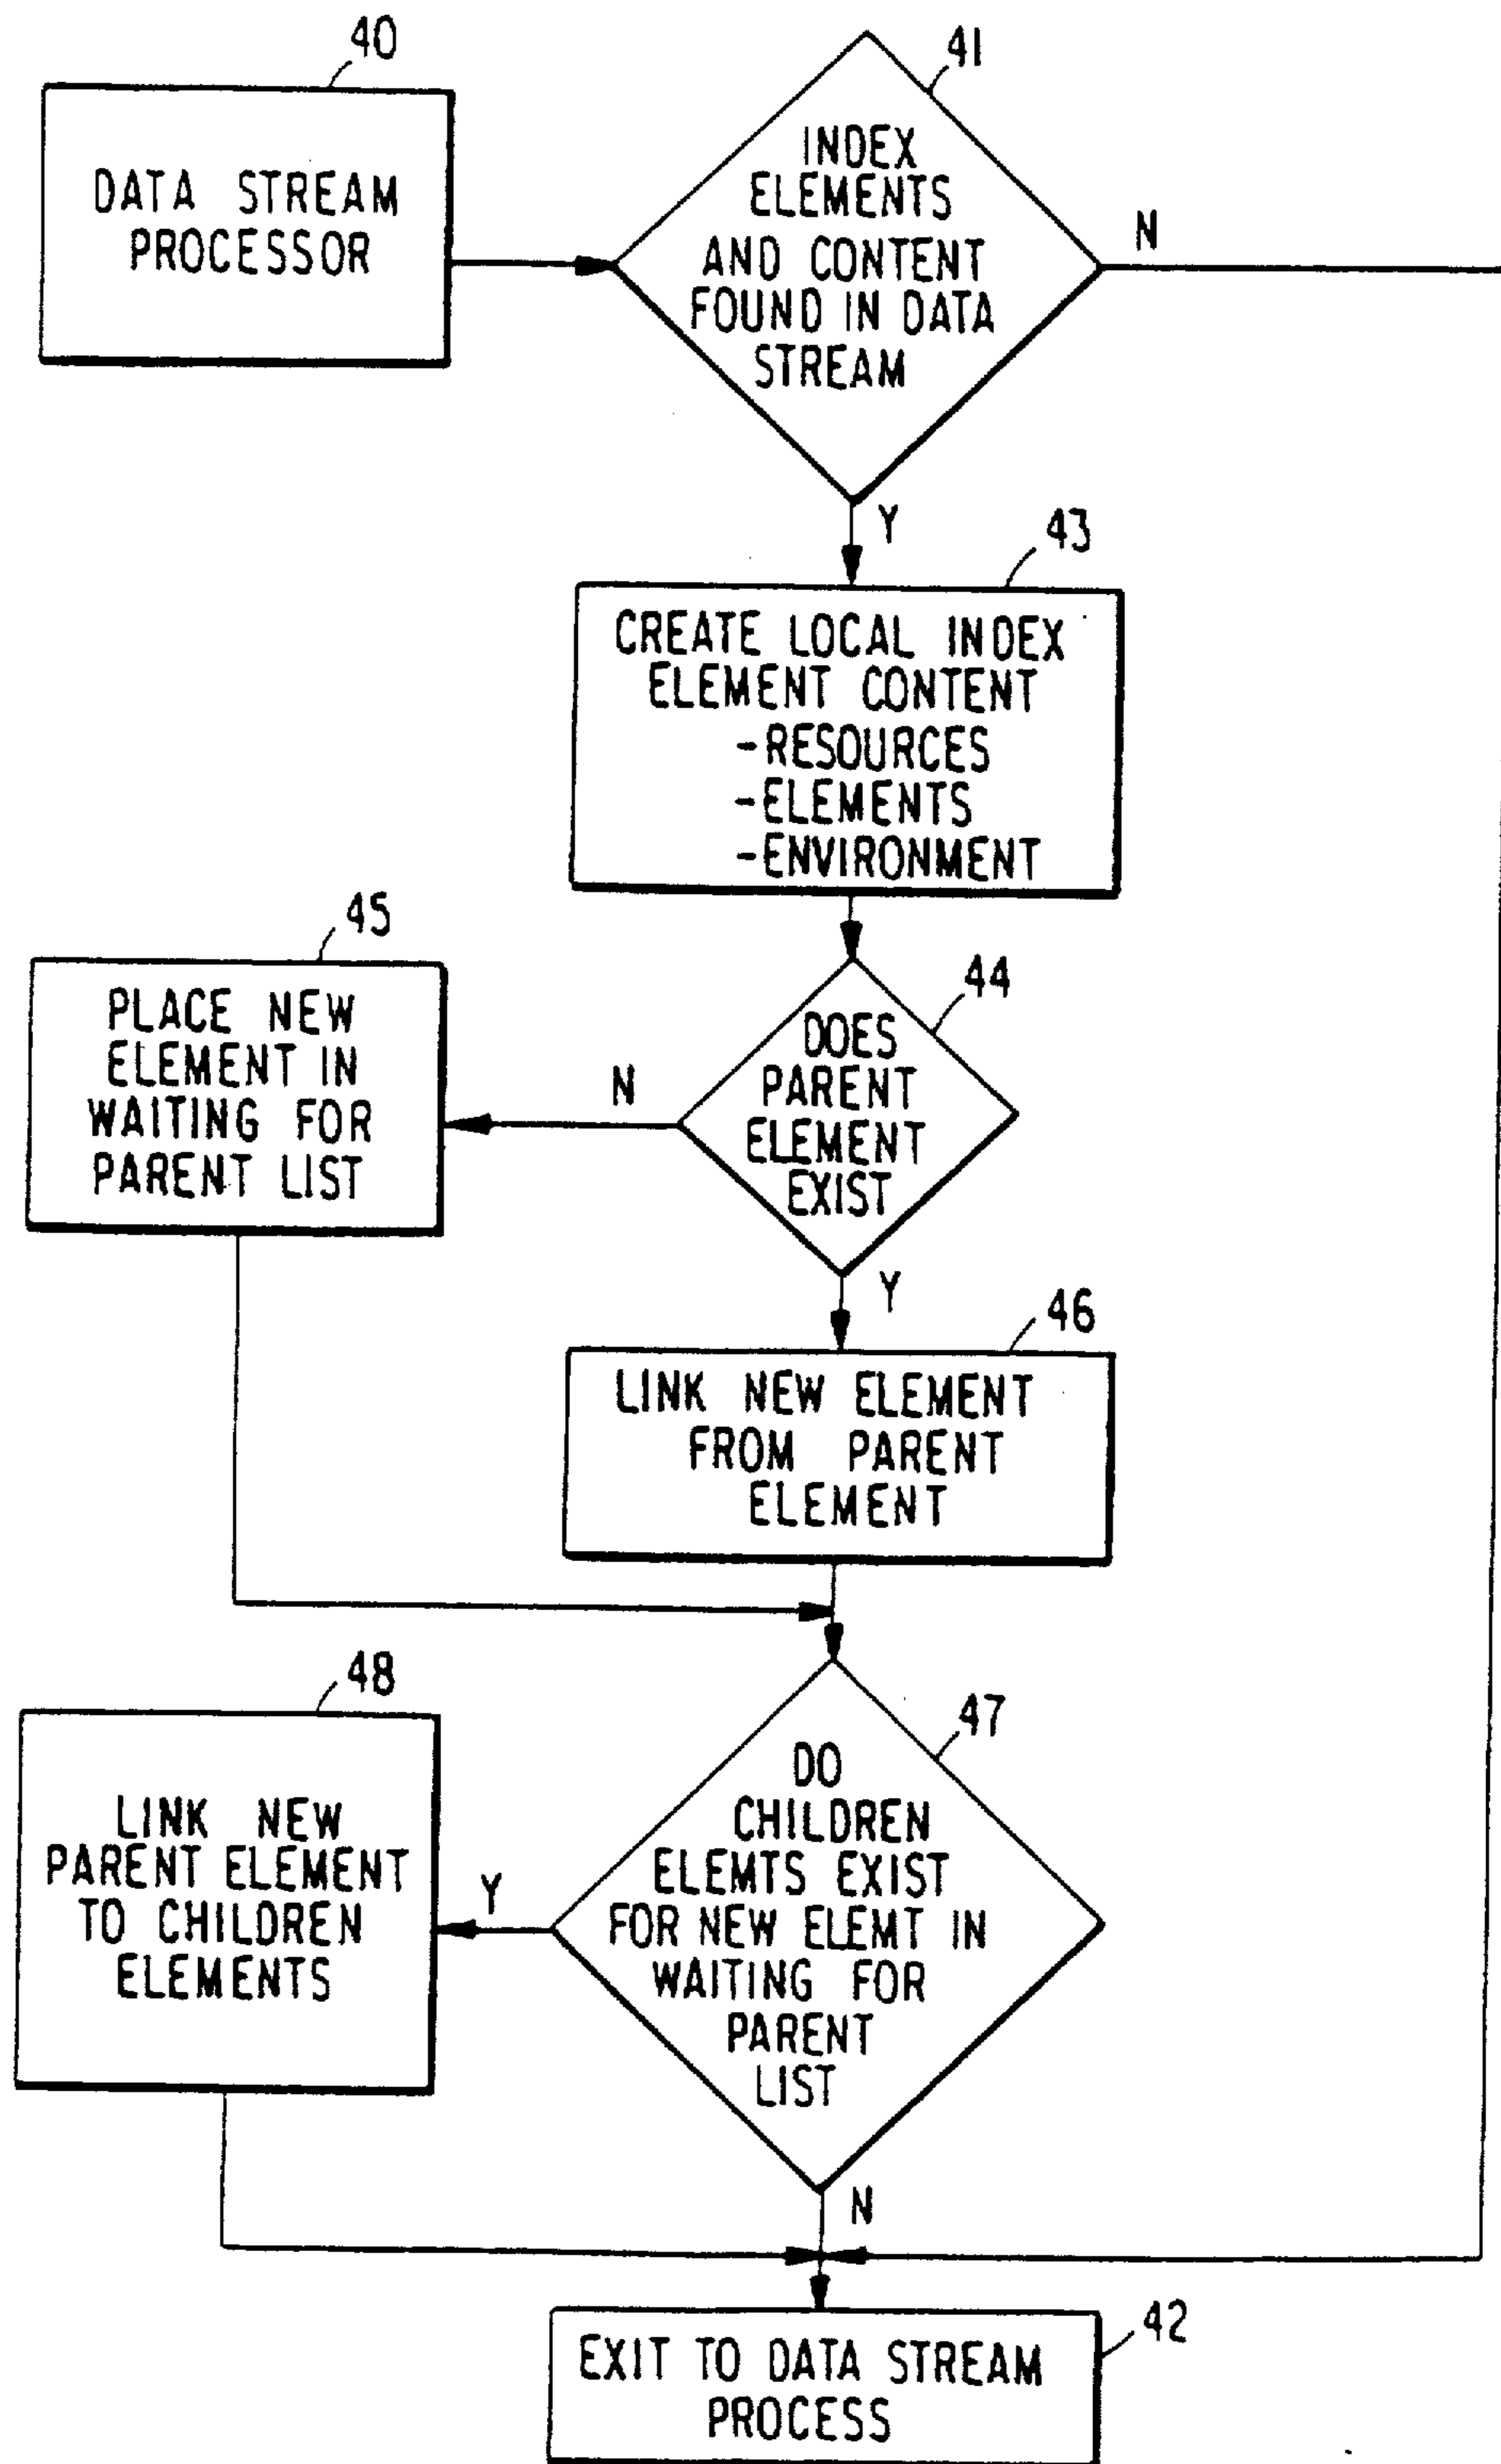 40
DATA STREAM
PROCESSOR
41
INDEX
ELEMENTS
AND CONTENT
FOUND IN DATA
STREAM
N
Y
43
CREATE LOCAL INDEX
ELEMENT CONTENT
-RESOURCES
-ELEMENTS
-ENVIRONMENT
44
DOES
PARENT
ELEMENT
EXIST
N
45
PLACE NEW
ELEMENT IN
WAITING FOR
PARENT LIST
Y
46
LINK NEW ELEMENT
FROM PARENT
ELEMENT
47
DO
CHILDREN
ELEMTS EXIST
FOR NEW ELEMT IN
WAITING FOR
PARENT
LIST
Y
48
LINK NEW
PARENT ELEMENT
TO CHILDREN
ELEMENTS
N
42
EXIT TO DATA STREAM
PROCESS